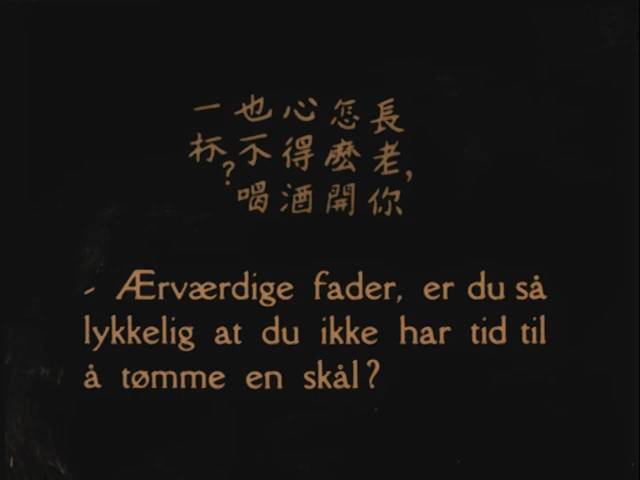 長老,你
怎麼開
心得酒
也不喝
一杯?
- Ærværdige fader, er du så
lykkelig at du ikke har tid til
å tømme en skål?